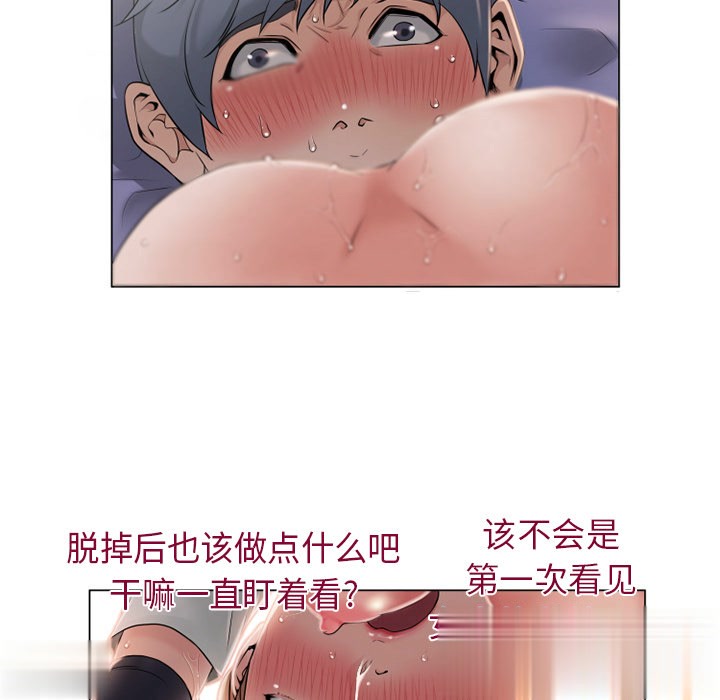 脱掉后也该做点什么吧
干嘛一直盯着看?
该不会是
第一次看见